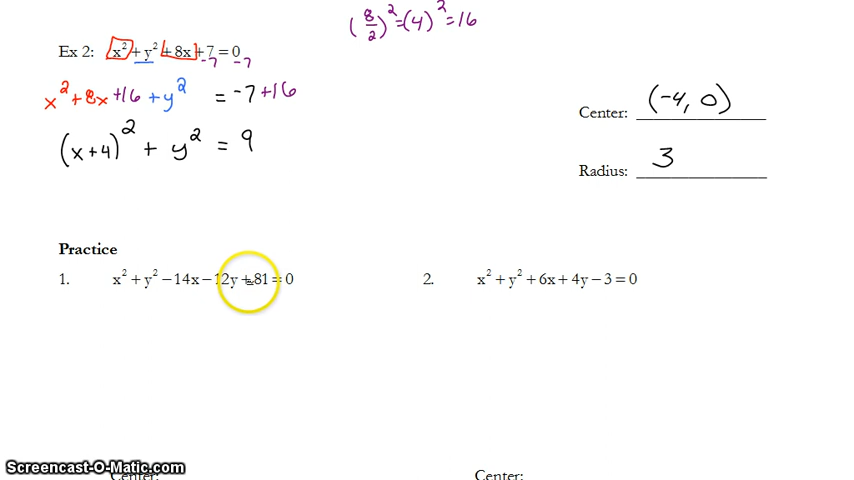 (8/2)² = (4)² = 16
Ex 2: x² + y² + 8x + 7 = 0
-7 -7
x² + 8x + 16 + y² = -7 + 16
(x + 4)² + y² = 9
Center: (-4, 0)
Radius: 3
Practice
1. x² + y² − 14x − 12y + 81 = 0
2. x² + y² + 6x + 4y − 3 = 0
Screencast-O-Matic.com
Center:
Center: